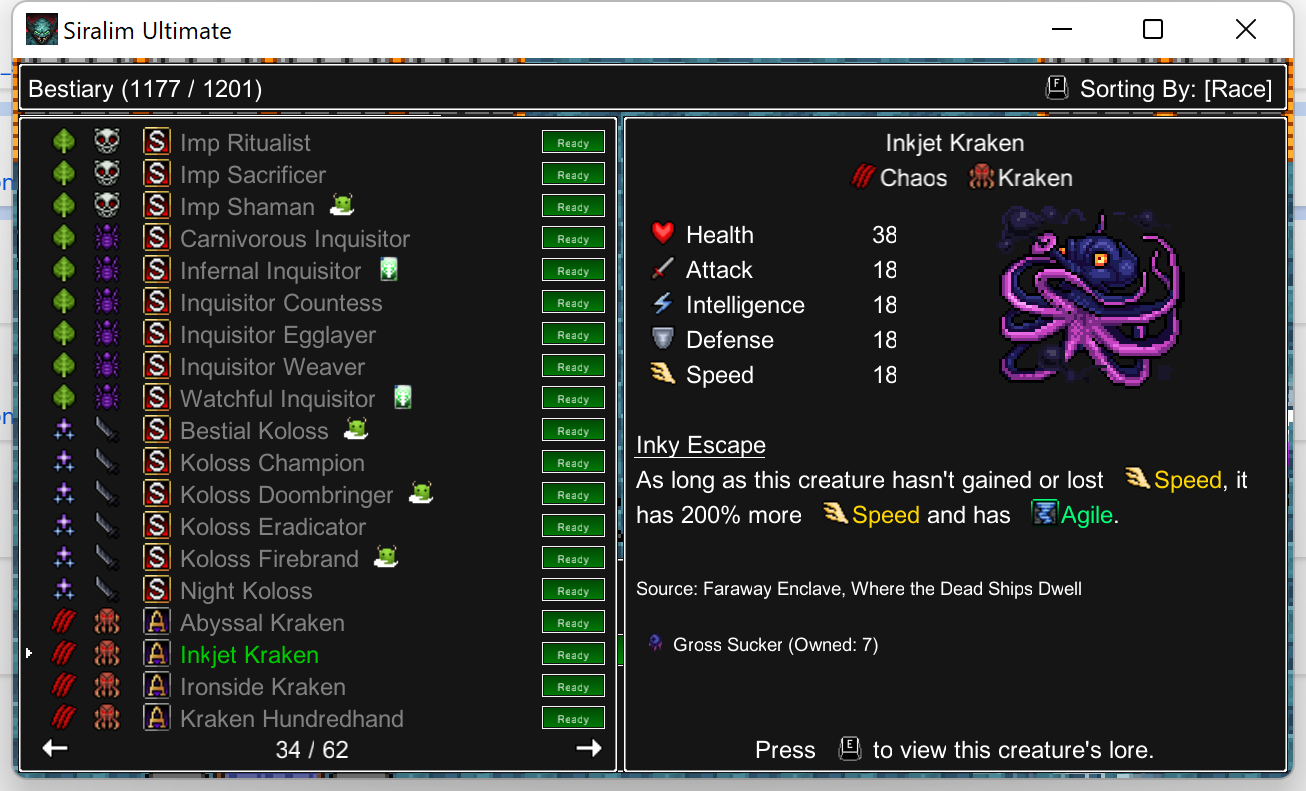 Siralim Ultimate
Bestiary (1177 / 1201)
F Sorting By: [Race]
S Imp Ritualist Ready
S Imp Sacrificer Ready
S Imp Shaman Ready
S Carnivorous Inquisitor Ready
S Infernal Inquisitor Ready
S Inquisitor Countess Ready
S Inquisitor Egglayer Ready
S Inquisitor Weaver Ready
S Watchful Inquisitor Ready
S Bestial Koloss Ready
S Koloss Champion Ready
S Koloss Doombringer Ready
S Koloss Eradicator Ready
S Koloss Firebrand Ready
S Night Koloss Ready
A Abyssal Kraken Ready
A Inkjet Kraken Ready
A Ironside Kraken Ready
A Kraken Hundredhand Ready
34 / 62
Inkjet Kraken
Chaos Kraken
Health 38
Attack 18
Intelligence 18
Defense 18
Speed 18
Inky Escape
As long as this creature hasn't gained or lost Speed, it
has 200% more Speed and has Agile.
Source: Faraway Enclave, Where the Dead Ships Dwell
Gross Sucker (Owned: 7)
Press E to view this creature's lore.